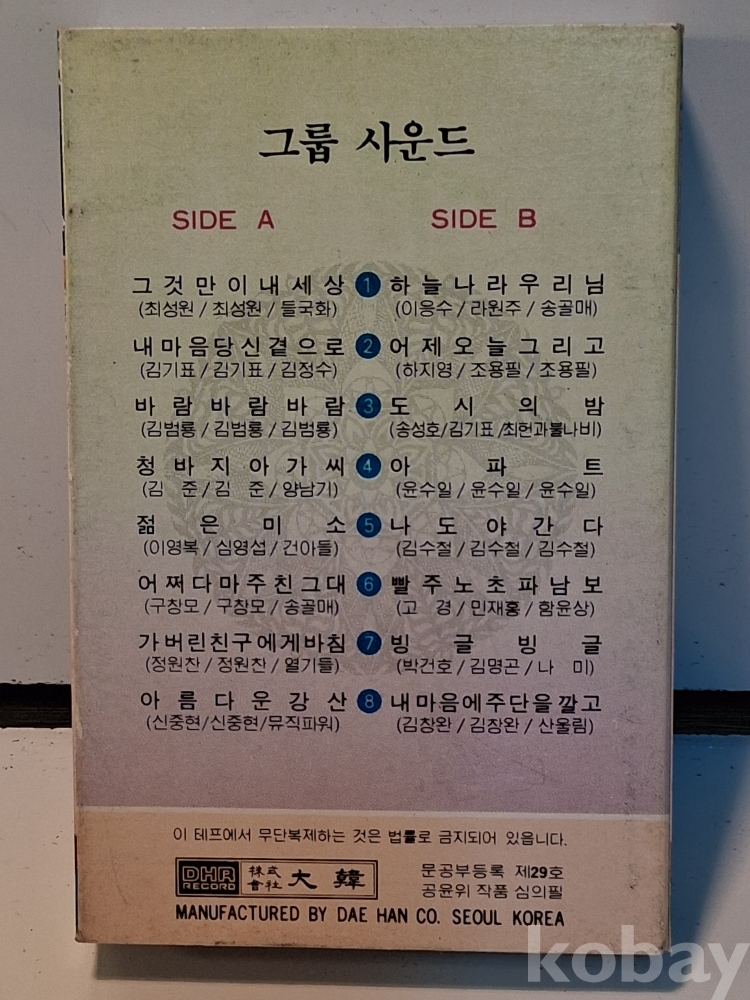 그룹 사운드
SIDE A SIDE B
그것만이내세상 1 하늘나라우리님
(최성원 / 최성원 / 들국화) (이응수 / 라원주 / 송골매)
내마음당신곁으로 2 어제오늘그리고
(김기표 / 김기표 / 김정수) (하지영 / 조용필 / 조용필)
바람바람바람 3 도시의밤
(김범룡 / 김범룡 / 김범룡) (송성호/김기표/최헌과불나비)
청바지아가씨 4 아파트
(김 준 / 김 준 / 양남기) (윤수일 / 윤수일 / 윤수일)
젊은미소 5 나도야간다
(이영복 / 심영섭 / 건아들) (김수철 / 김수철 / 김수철)
어쩌다마주친그대 6 빨주노초파남보
(구창모 / 구창모 / 송골매) (고 경 / 민재홍 / 함윤상)
가버린친구에게바침 7 빙글빙글
(정원찬 / 정원찬 / 열기들) (박건호 / 김명곤 / 나 미)
아름다운강산 8 내마음에주단을깔고
(신중현/신중현/뮤직파워) (김창완 / 김창완 / 산울림)
이 테프에서 무단복제하는 것은 법률로 금지되어 있읍니다.
DHR RECORD 株式會社 大韓 문공부등록 제29호
공윤위 작품 심의필
MANUFACTURED BY DAE HAN CO. SEOUL KOREA
kobay